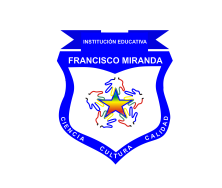 INSTITUCIÓN EDUCATIVA
FRANCISCO MIRANDA
CIENCIA CULTURA CALIDAD